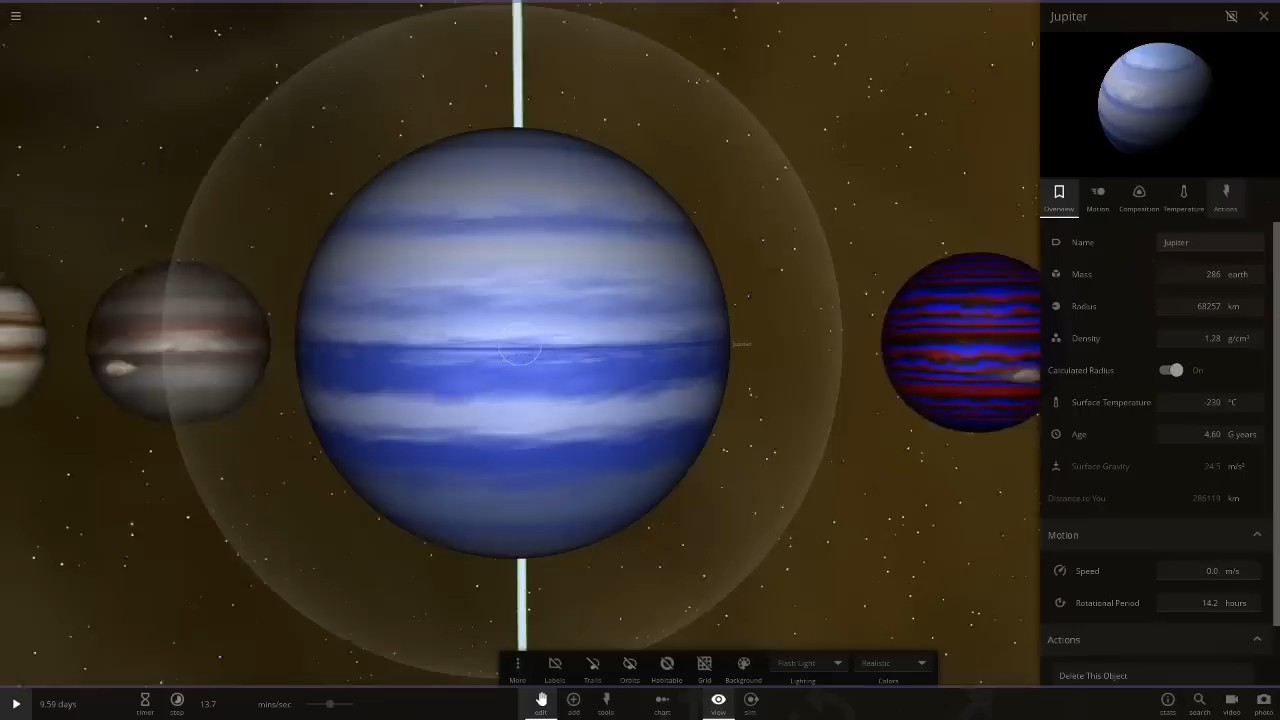 Jupiter
Overview
Motion
Composition
Temperature
Actions
Name
Jupiter
Mass
286 earth
Radius
68257 km
Jupiter
Density
1.28 g/cm³
Calculated Radius
On
Surface Temperature
-230 °C
Age
4.60 G years
Surface Gravity
24.5 m/s²
Distance to You
286119 km
Motion
Speed
0.0 m/s
Rotational Period
14.2 hours
Actions
Delete This Object
Flash Light
Realistic
More
Labels
Trails
Orbits
Habitable
Grid
Background
Lighting
Colors
9.59 days
timer
step
13.7 mins/sec
edit
add
tools
chart
view
sim
stats
search
video
photo